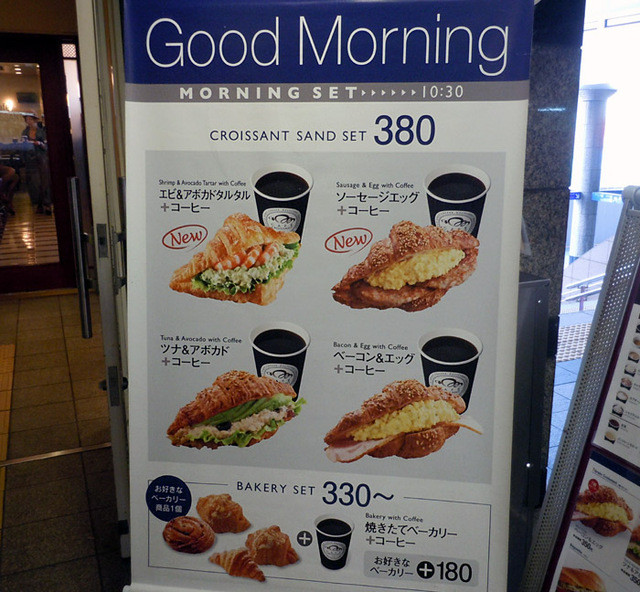 Good Morning
MORNING SET▸▸▸▸▸▸10:30
CROISSANT SAND SET 380
Shrimp & Avocado Tartar with Coffee
エビ&アボカドタルタル
+コーヒー
New
Sausage & Egg with Coffee
ソーセージエッグ
+コーヒー
New
Tuna & Avocado with Coffee
ツナ&アボカド
+コーヒー
Bacon & Egg with Coffee
ベーコン&エッグ
+コーヒー
BAKERY SET 330～
お好きな
ベーカリー
商品1個
+
Bakery with Coffee
焼きたてベーカリー
+コーヒー
お好きな
ベーカリー +180